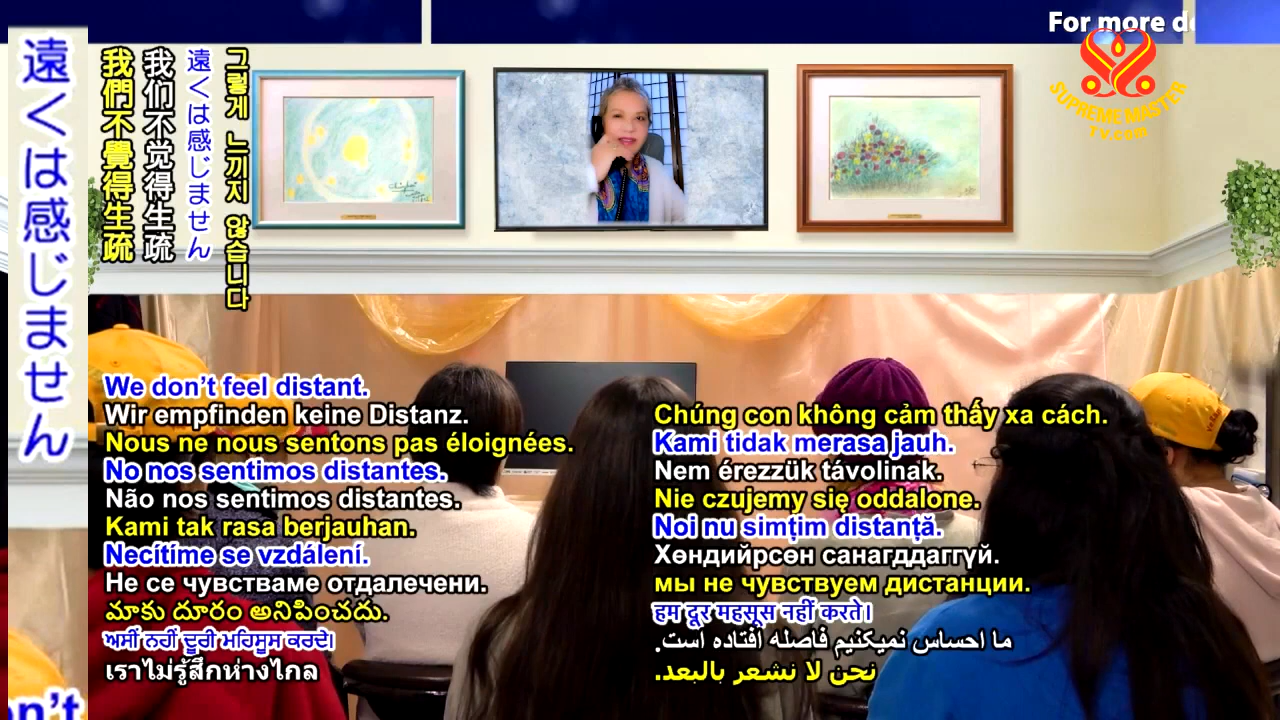 For more de
SUPREME MASTER
TV.com
遠くは感じません
我們不覺得生疏
我们不觉得生疏
遠くは感じません
그렇게 느끼지 않습니다
We don’t feel distant.
Wir empfinden keine Distanz.
Nous ne nous sentons pas éloignées.
No nos sentimos distantes.
Não nos sentimos distantes.
Kami tak rasa berjauhan.
Necítíme se vzdálení.
Не се чувстваме отдалечени.
మాకు దూరం అనిపించదు.
ਅਸੀਂ ਨਹੀਂ ਦੂਰੀ ਮਹਿਸੂਸ ਕਰਦੇ।
เราไม่รู้สึกห่างไกล
Chúng con không cảm thấy xa cách.
Kami tidak merasa jauh.
Nem érezzük távolinak.
Nie czujemy się oddalone.
Noi nu simțim distanță.
Хөндийрсөн санагддаггүй.
мы не чувствуем дистанции.
हम दूर महसूस नहीं करते।
ما احساس نمیکنیم فاصله افتاده است.
نحن لا نشعر بالبعد.
on’t